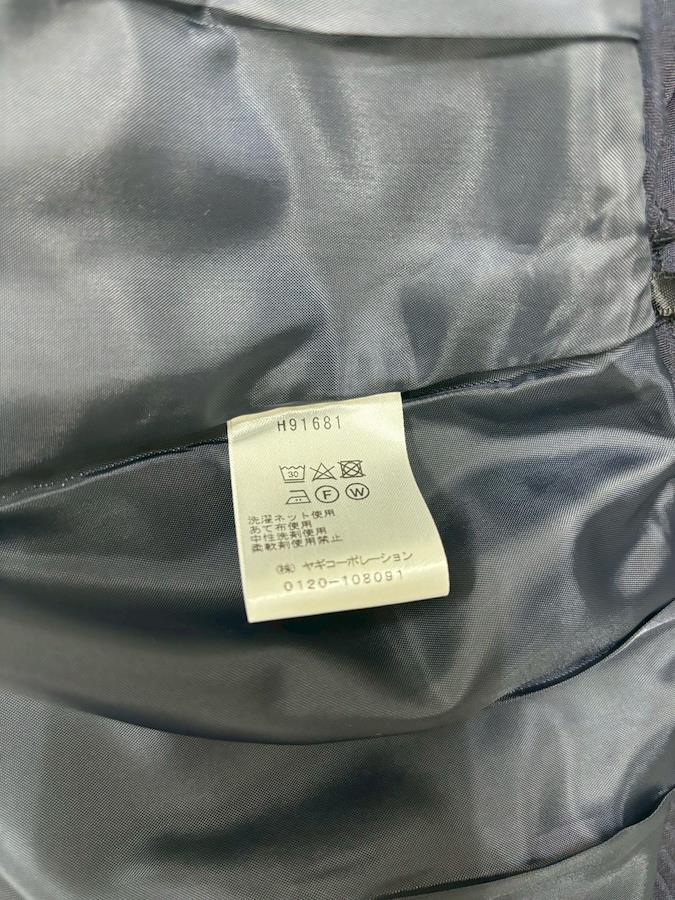 H91681
30
F W
洗濯ネット使用
あて布使用
中性洗剤使用
柔軟剤使用禁止
㈱ ヤギコーポレーション
0120-108091